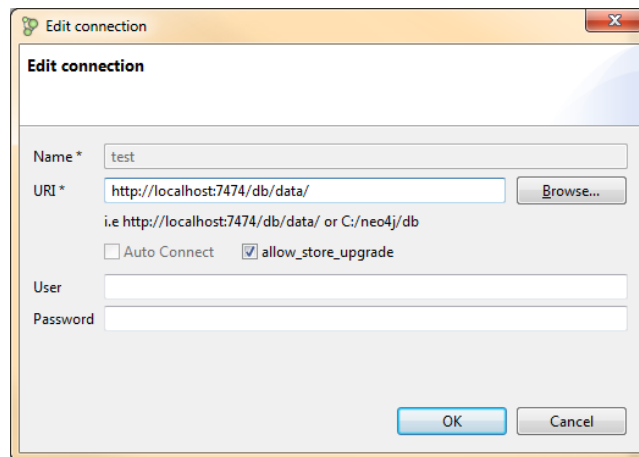 Edit connection
Edit connection
Name * test
URI * http://localhost:7474/db/data/ Browse...
i.e http://localhost:7474/db/data/ or C:/neo4j/db
Auto Connect allow_store_upgrade
User
Password
OK Cancel